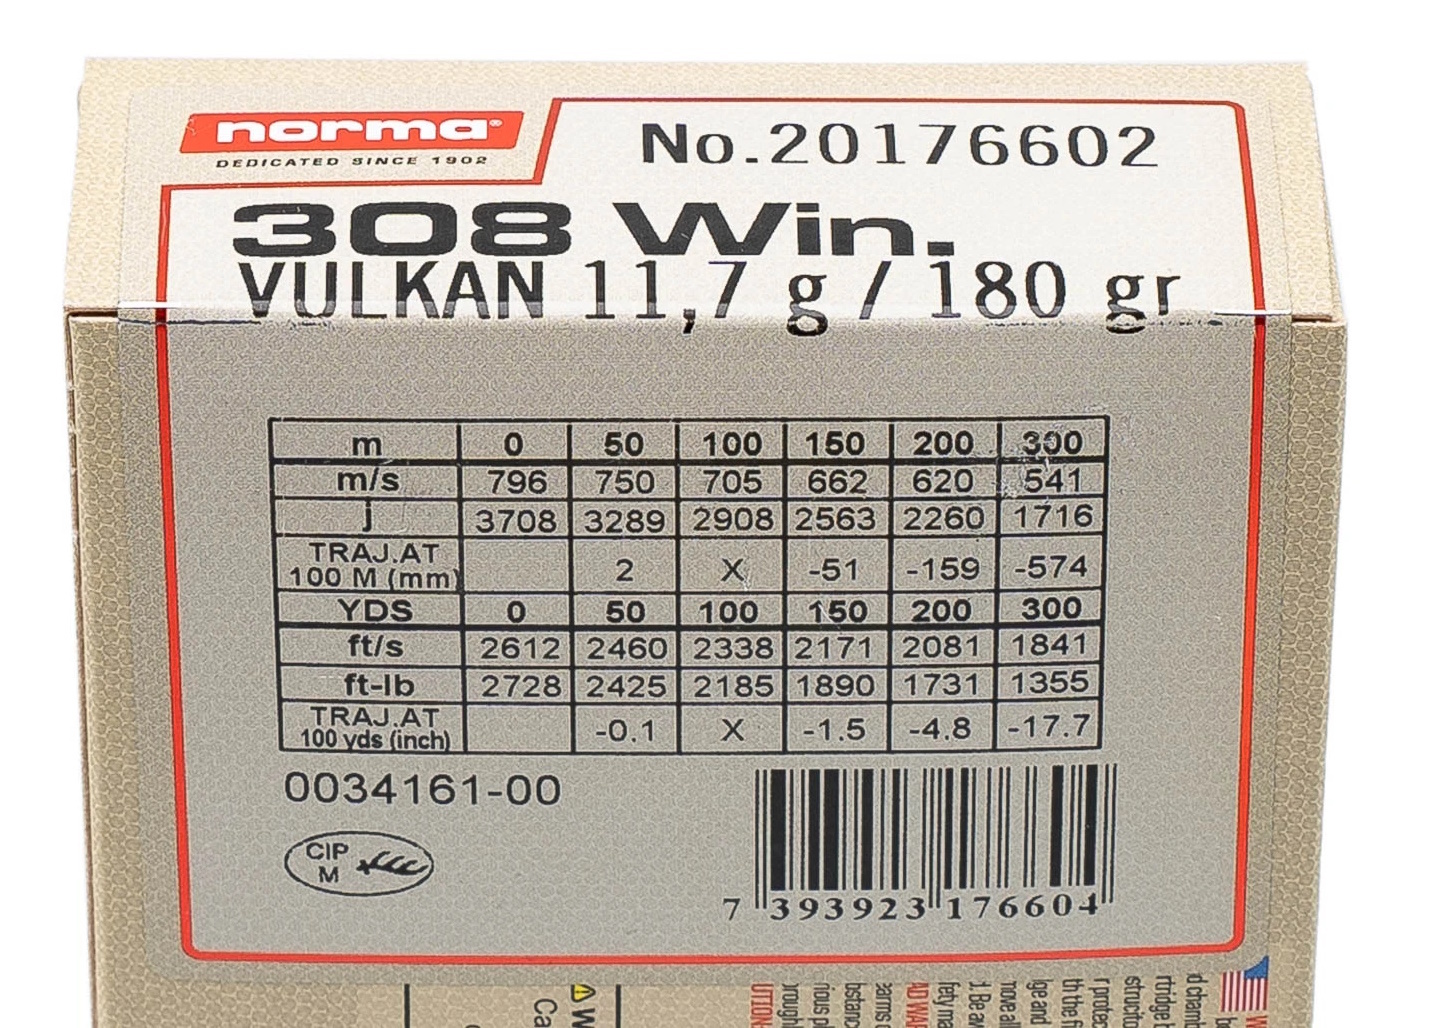 norma®
DEDICATED SINCE 1902
No.20176602
308 Win.
VULKAN 11,7 g / 180 gr
m 0 50 100 150 200 300
m/s 796 750 705 662 620 541
J 3708 3289 2908 2563 2260 1716
TRAJ.AT
100 M (mm) 2 X -51 -159 -574
YDS 0 50 100 150 200 300
ft/s 2612 2460 2338 2171 2081 1841
ft-lb 2728 2425 2185 1890 1731 1355
TRAJ.AT
100 yds (inch) -0.1 X -1.5 -4.8 -17.7
0034161-00
CIP
M
7 393923 176604